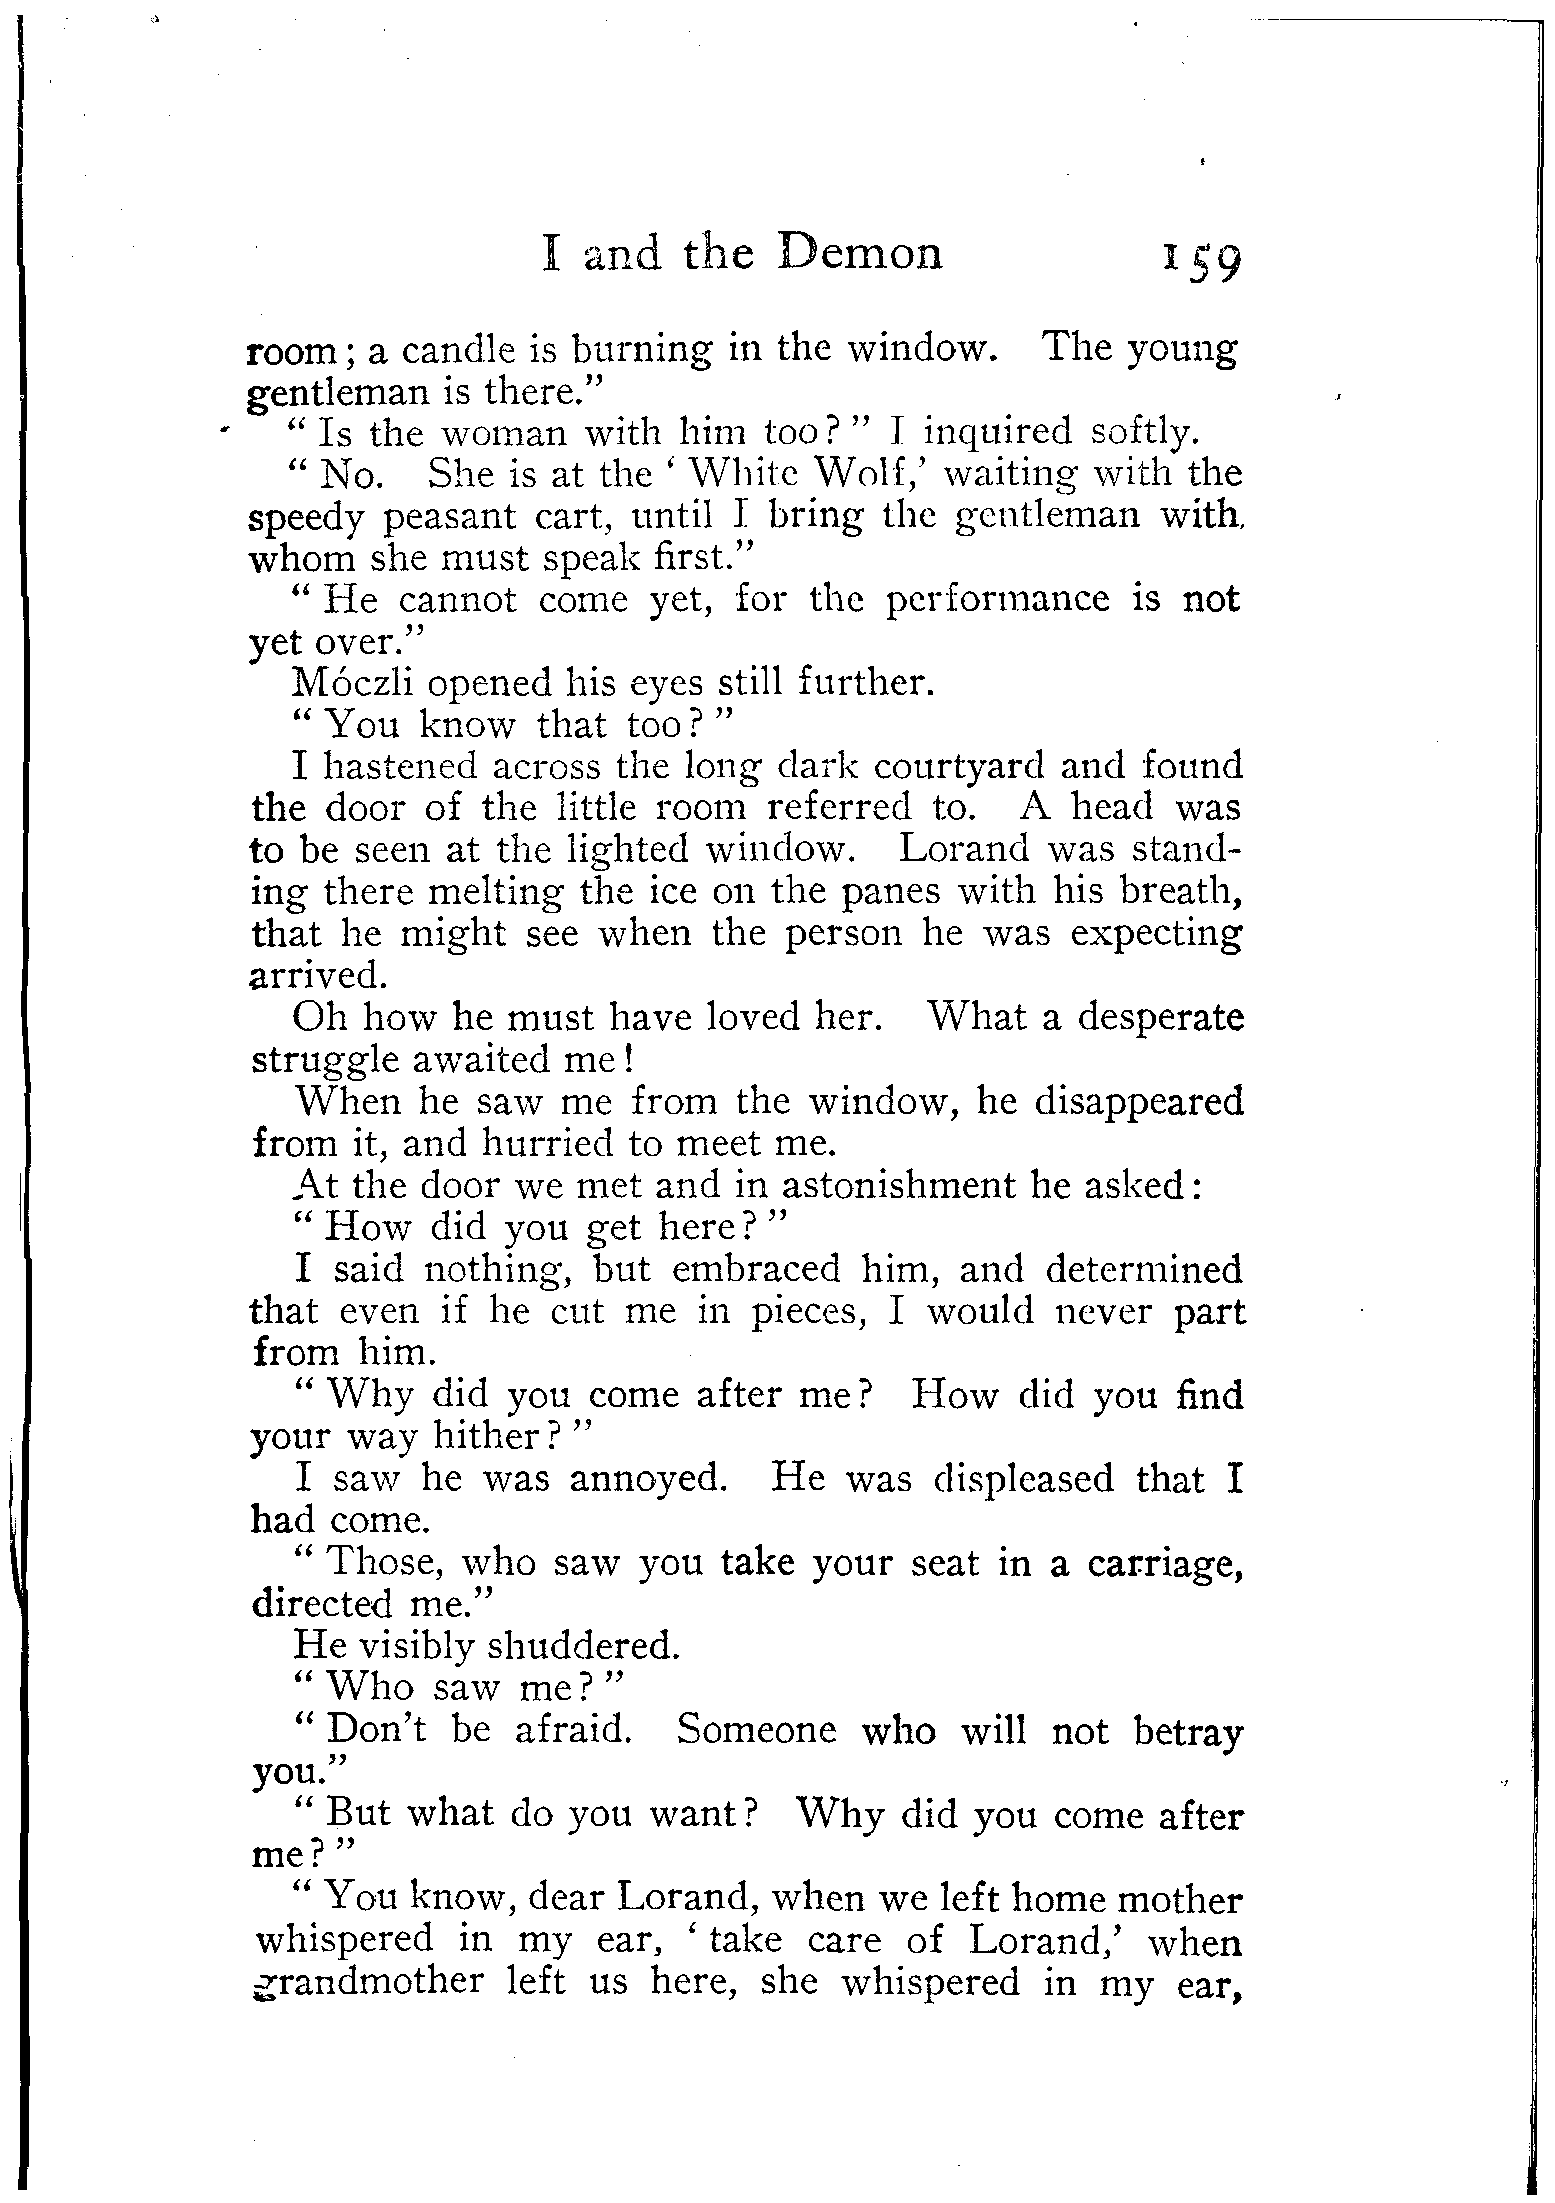 I and the Demon 159
room; a candle is burning in the window. The young
gentleman is there."
"Is the woman with him too?" I inquired softly.
"No. She is at the 'White Wolf,' waiting with the
speedy peasant cart, until I bring the gentleman with
whom she must speak first."
"He cannot come yet, for the performance is not
yet over."
Móczli opened his eyes still further.
"You know that too?"
I hastened across the long dark courtyard and found
the door of the little room referred to. A head was
to be seen at the lighted window. Lorand was stand-
ing there melting the ice on the panes with his breath,
that he might see when the person he was expecting
arrived.
Oh how he must have loved her. What a desperate
struggle awaited me!
When he saw me from the window, he disappeared
from it, and hurried to meet me.
At the door we met and in astonishment he asked:
"How did you get here?"
I said nothing, but embraced him, and determined
that even if he cut me in pieces, I would never part
from him.
"Why did you come after me? How did you find
your way hither?"
I saw he was annoyed. He was displeased that I
had come.
"Those, who saw you take your seat in a carriage,
directed me."
He visibly shuddered.
"Who saw me?"
"Don't be afraid. Someone who will not betray
you."
"But what do you want? Why did you come after
me?"
"You know, dear Lorand, when we left home mother
whispered in my ear, 'take care of Lorand,' when
grandmother left us here, she whispered in my ear,